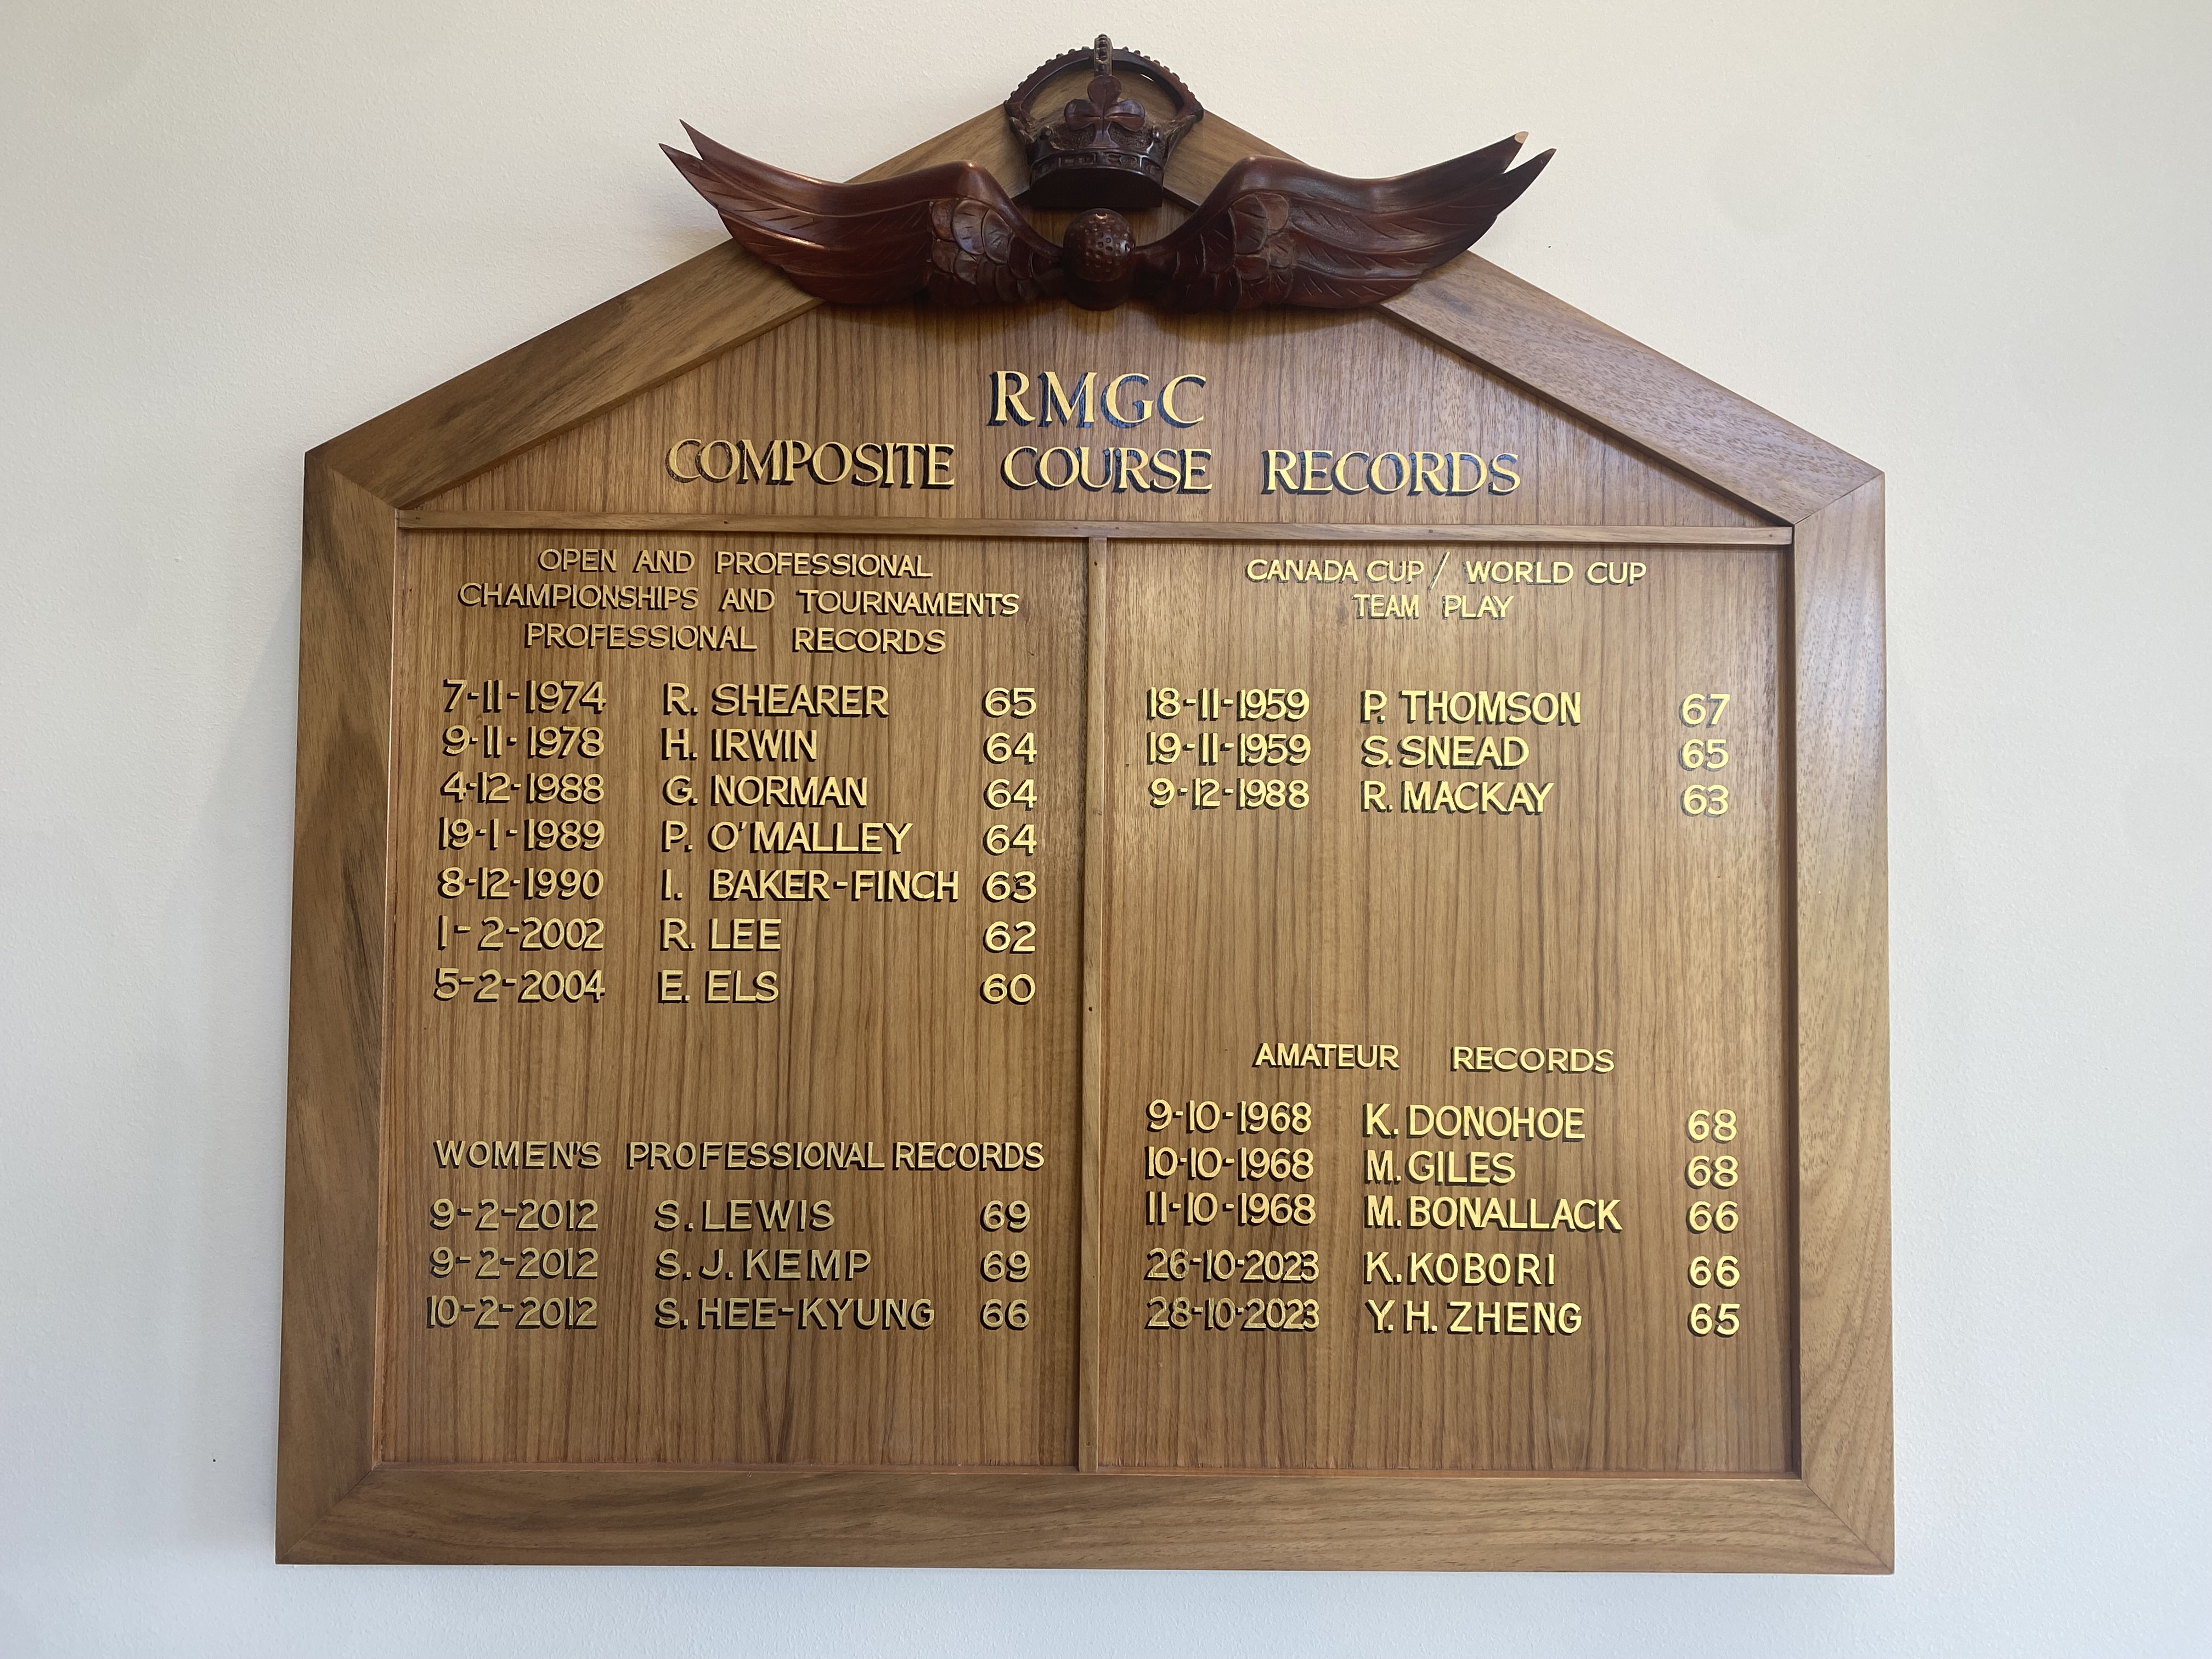 RMGC
COMPOSITE COURSE RECORDS
OPEN AND PROFESSIONAL
CHAMPIONSHIPS AND TOURNAMENTS
PROFESSIONAL RECORDS
7-11-1974 R. SHEARER 65
9-11-1978 H. IRWIN 64
4-12-1988 G. NORMAN 64
19-1-1989 P. O'MALLEY 64
8-12-1990 I. BAKER-FINCH 63
1-2-2002 R. LEE 62
5-2-2004 E. ELS 60
WOMEN'S PROFESSIONAL RECORDS
9-2-2012 S. LEWIS 69
9-2-2012 S. J. KEMP 69
10-2-2012 S. HEE-KYUNG 66
CANADA CUP / WORLD CUP
TEAM PLAY
18-11-1959 P. THOMSON 67
19-11-1959 S. SNEAD 65
9-12-1988 R. MACKAY 63
AMATEUR RECORDS
9-10-1968 K. DONOHOE 68
10-10-1968 M. GILES 68
11-10-1968 M. BONALLACK 66
26-10-2023 K. KOBORI 66
28-10-2023 Y. H. ZHENG 65